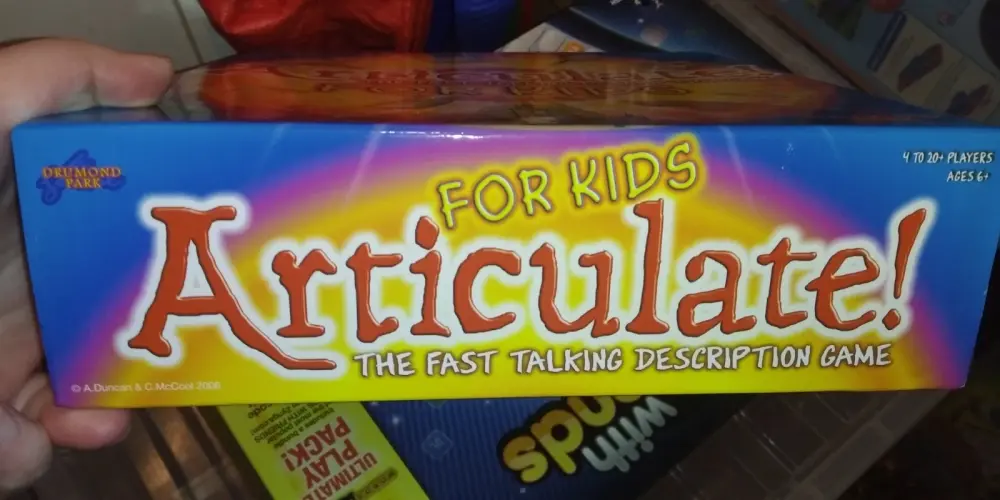 DRUMOND
PARK
FOR KIDS
4 TO 20+ PLAYERS
AGES 6+
Articulate!
THE FAST TALKING DESCRIPTION GAME
© A.Duncan & C.McCool 2006
ULTIMATE
PLAY
PACK!
with